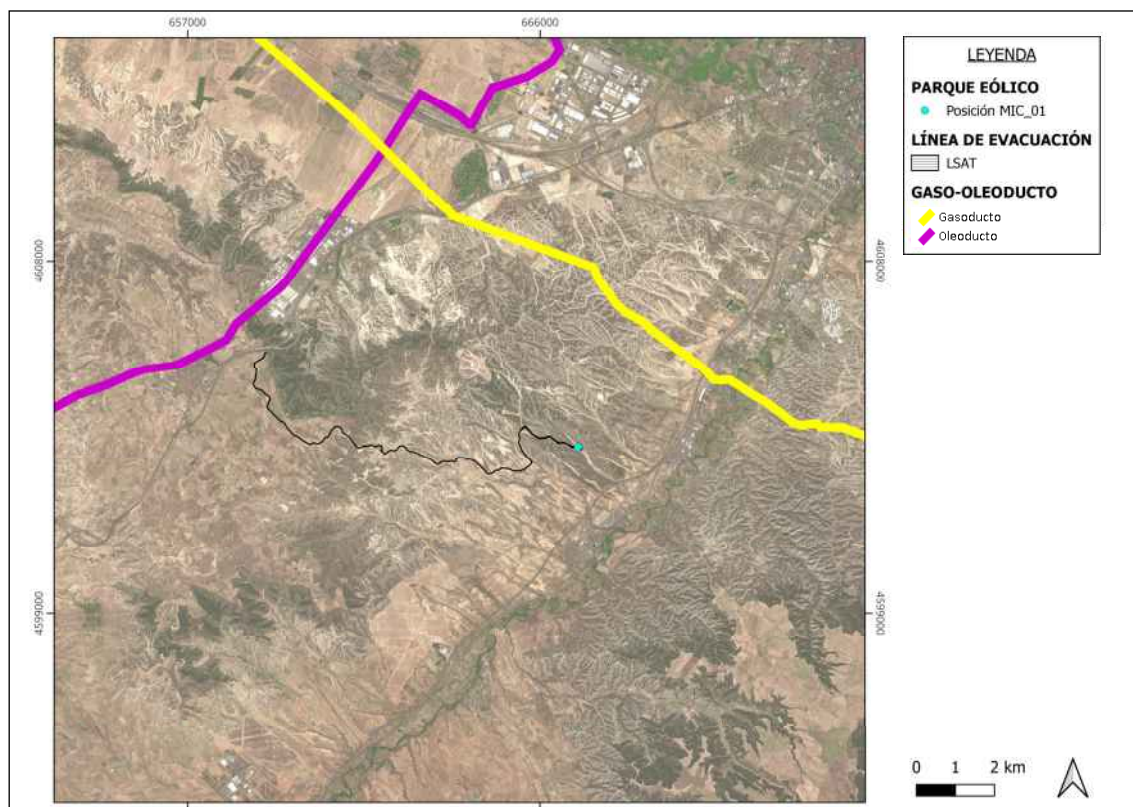 657000
666000
4608000
4608000
4599000
4599000
LEYENDA
PARQUE EÓLICO
Posición MIC_01
LÍNEA DE EVACUACIÓN
LSAT
GASO-OLEODUCTO
Gasoducto
Oleoducto
0 1 2 km